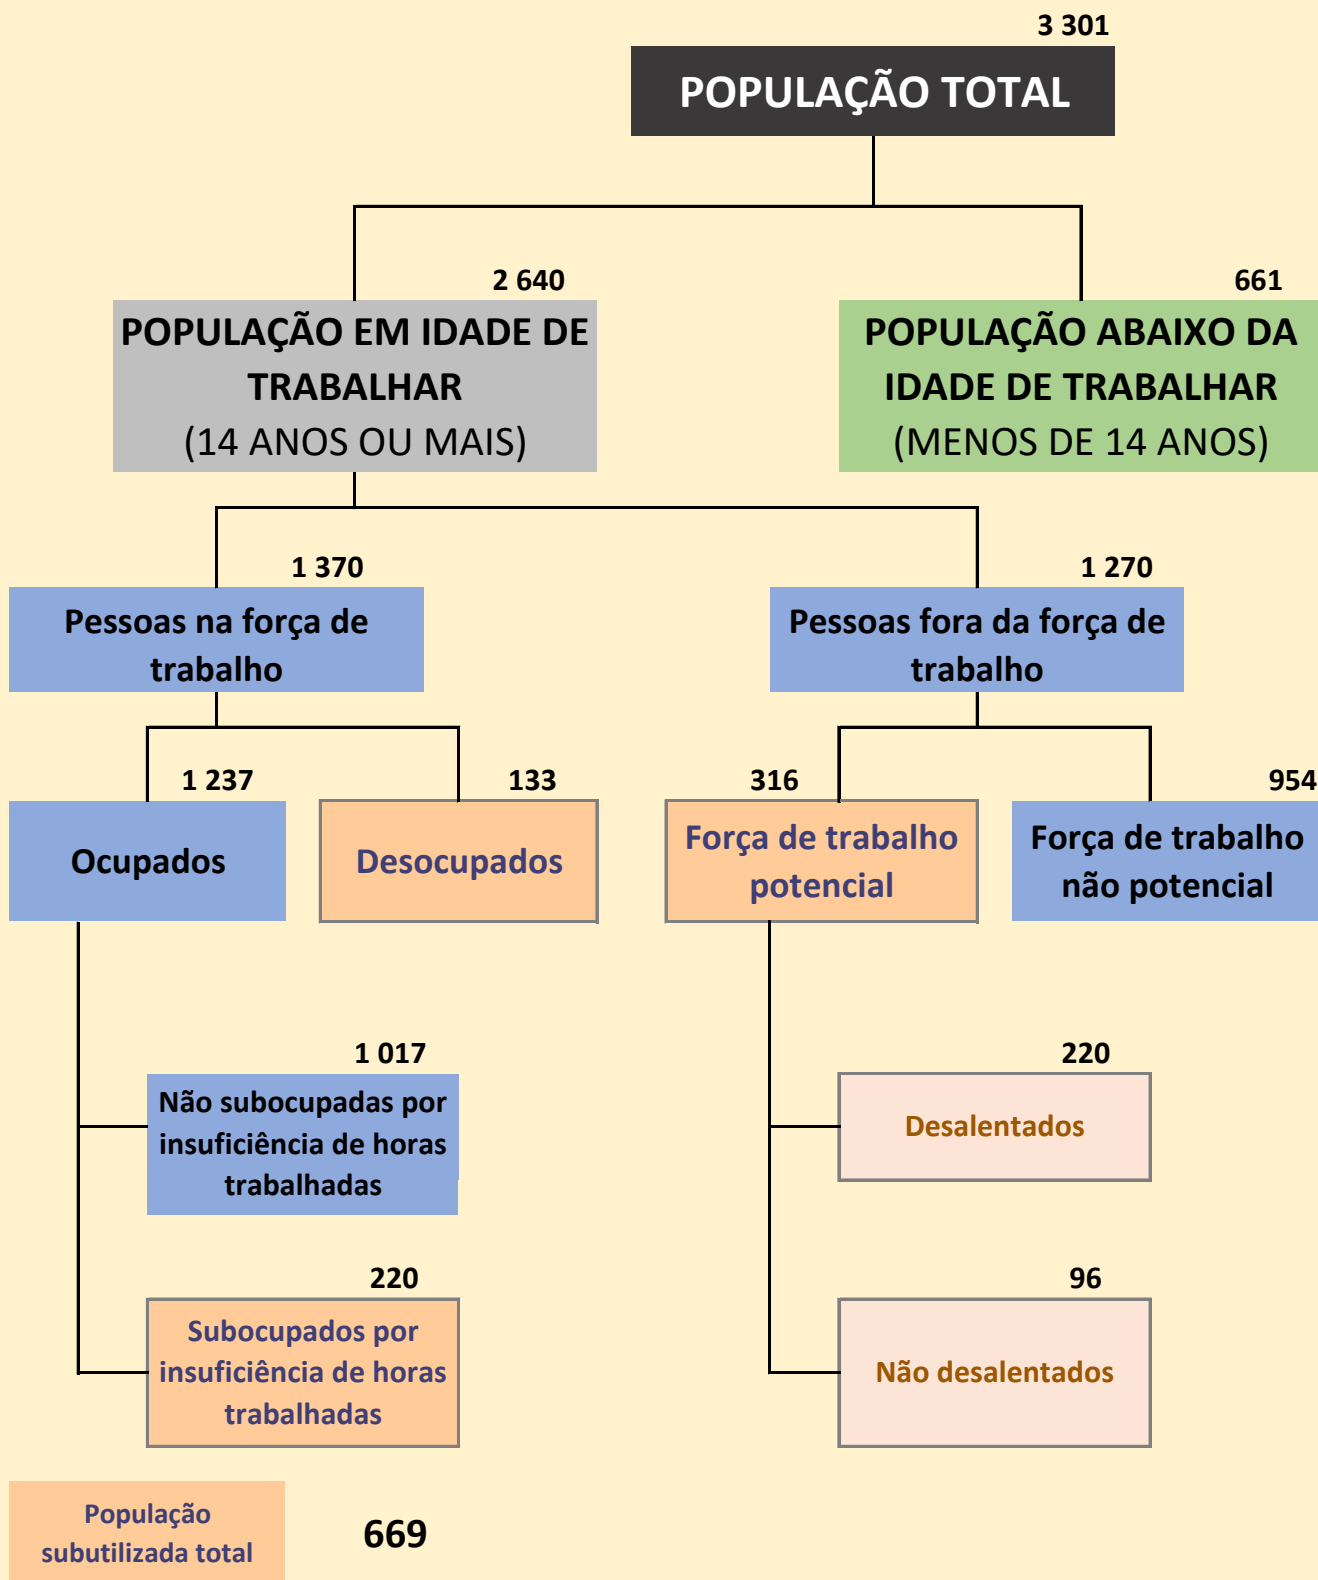 3 301
POPULAÇÃO TOTAL
2 640
POPULAÇÃO EM IDADE DE
TRABALHAR
(14 ANOS OU MAIS)
661
POPULAÇÃO ABAIXO DA
IDADE DE TRABALHAR
(MENOS DE 14 ANOS)
1 370
Pessoas na força de
trabalho
1 270
Pessoas fora da força de
trabalho
1 237
Ocupados
133
Desocupados
316
Força de trabalho
potencial
954
Força de trabalho
não potencial
1 017
Não subocupadas por
insuficiência de horas
trabalhadas
220
Desalentados
220
Subocupados por
insuficiência de horas
trabalhadas
96
Não desalentados
População
subutilizada total
669